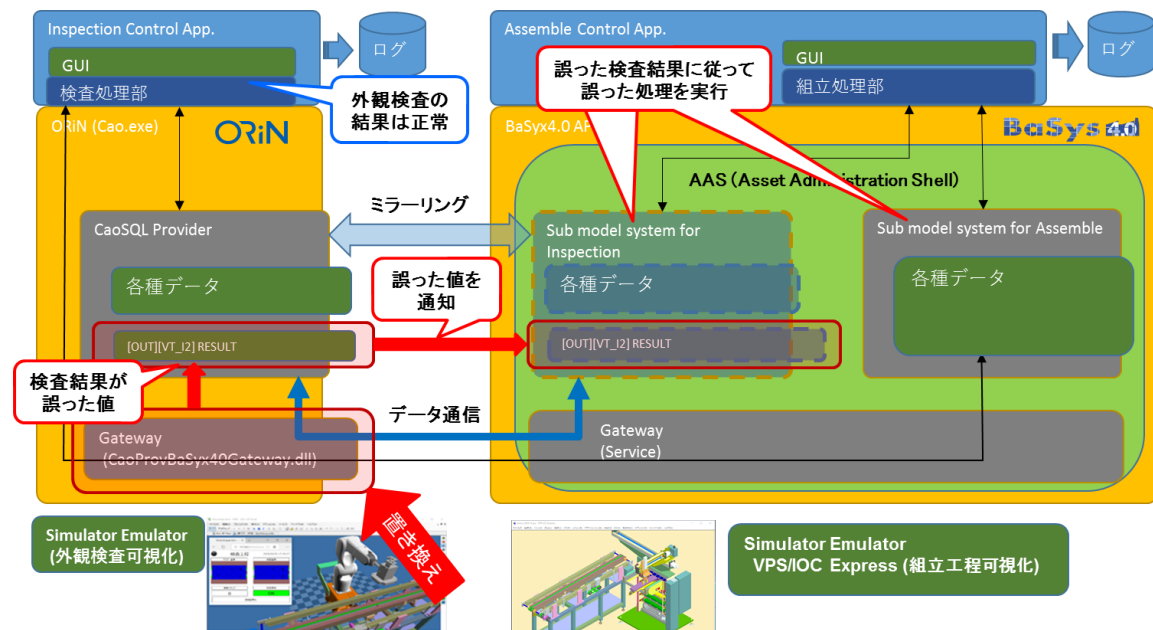 Inspection Control App.
GUI
検査処理部
ログ
外観検査の
結果は正常
ORiN (Cao.exe)
ORiN
CaoSQL Provider
各種データ
[OUT][VT_I2] RESULT
検査結果が
誤った値
Gateway
(CaoProvBaSyx40Gateway.dll)
ミラーリング
誤った値を
通知
データ通信
置き換え
Assemble Control App.
GUI
組立処理部
ログ
誤った検査結果に従って
誤った処理を実行
BaSyx4.0 AP
BaSys 4.0
AAS (Asset Administration Shell)
Sub model system for
Inspection
各種データ
[OUT][VT_I2] RESULT
Sub model system for Assemble
各種データ
Gateway
(Service)
Simulator Emulator
(外観検査可視化)
検査工程
Simulator Emulator
VPS/IOC Express (組立工程可視化)